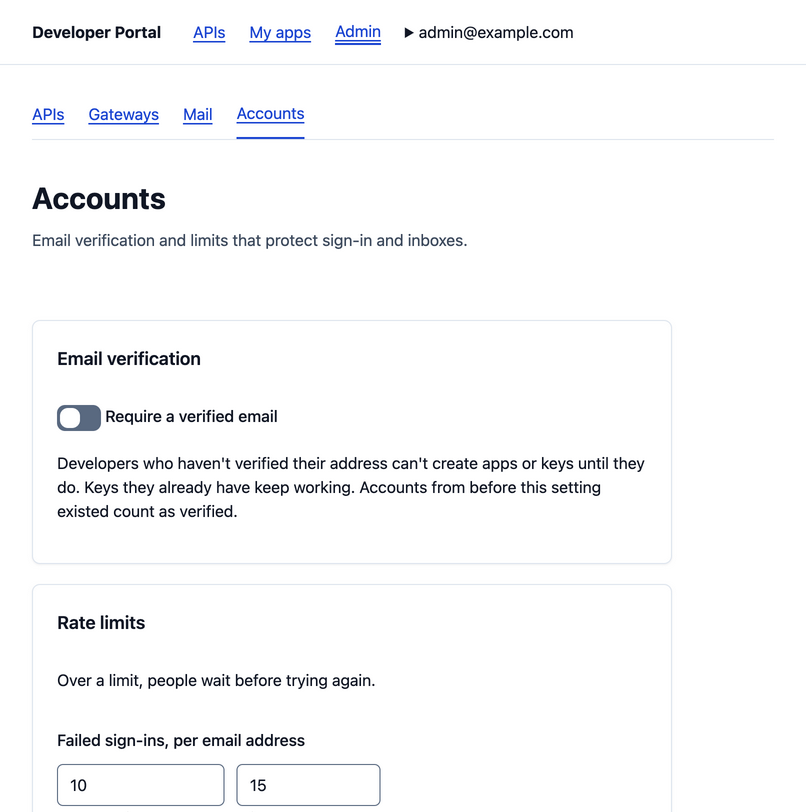 Developer Portal APIs My apps Admin ▶ admin@example.com
APIs Gateways Mail Accounts
Accounts
Email verification and limits that protect sign-in and inboxes.
Email verification
Require a verified email
Developers who haven't verified their address can't create apps or keys until they
do. Keys they already have keep working. Accounts from before this setting
existed count as verified.
Rate limits
Over a limit, people wait before trying again.
Failed sign-ins, per email address
10 15